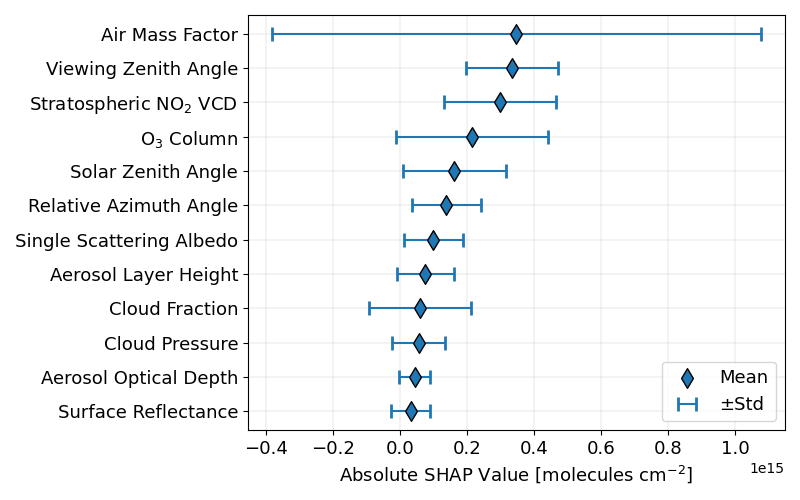 Air Mass Factor
Viewing Zenith Angle
Stratospheric NO₂ VCD
O₃ Column
Solar Zenith Angle
Relative Azimuth Angle
Single Scattering Albedo
Aerosol Layer Height
Cloud Fraction
Cloud Pressure
Aerosol Optical Depth
Surface Reflectance
Mean
±Std
−0.4 −0.2 0.0 0.2 0.4 0.6 0.8 1.0
1e15
Absolute SHAP Value [molecules cm⁻²]